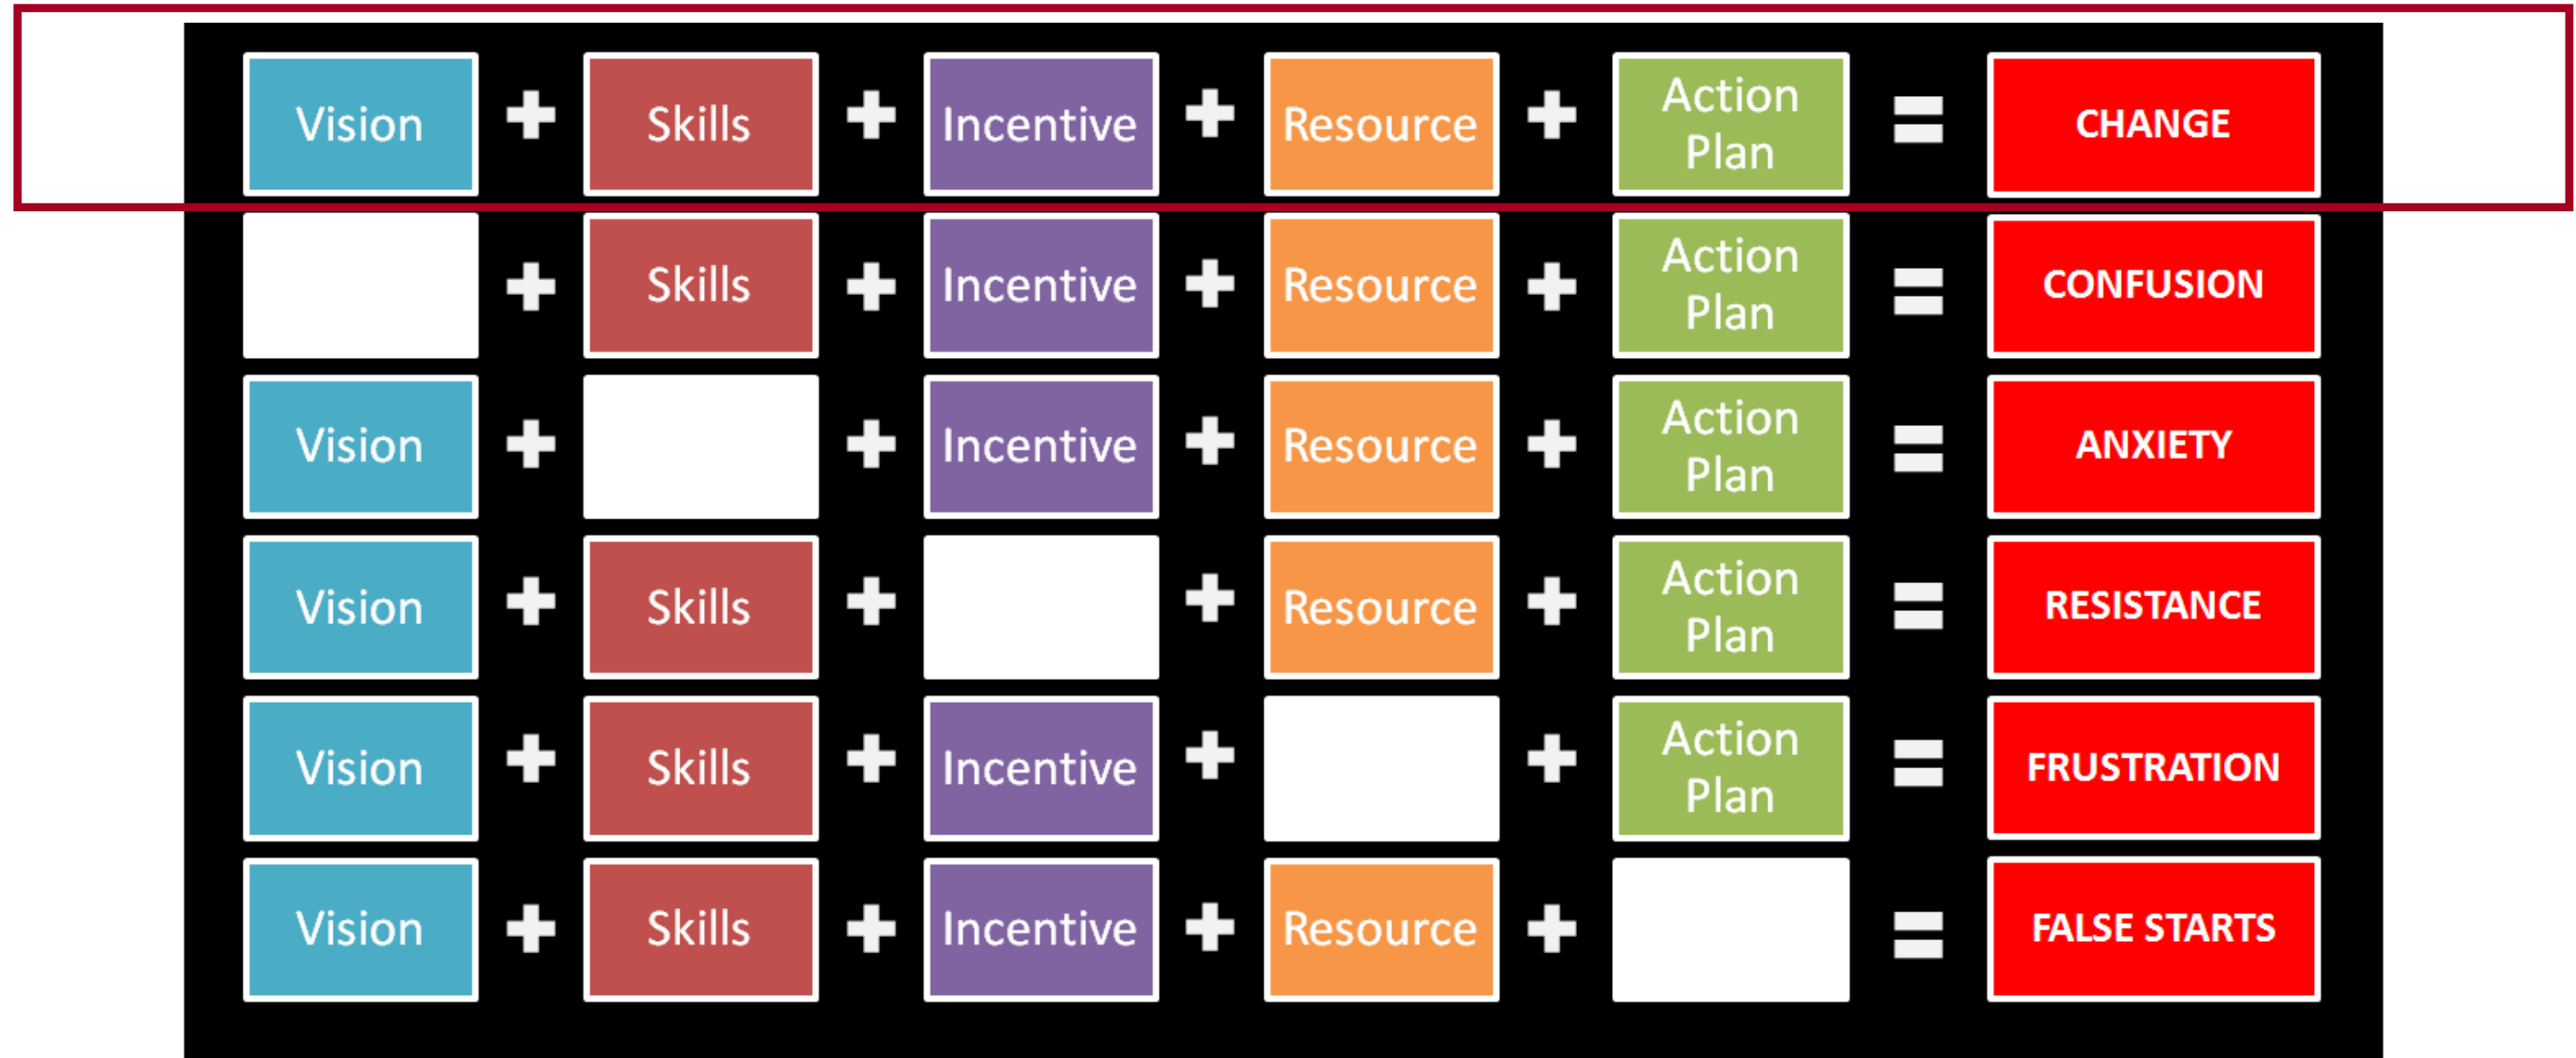 Vision + Skills + Incentive + Resource + Action Plan = CHANGE
+ Skills + Incentive + Resource + Action Plan = CONFUSION
Vision + + Incentive + Resource + Action Plan = ANXIETY
Vision + Skills + + Resource + Action Plan = RESISTANCE
Vision + Skills + Incentive + + Action Plan = FRUSTRATION
Vision + Skills + Incentive + Resource + = FALSE STARTS